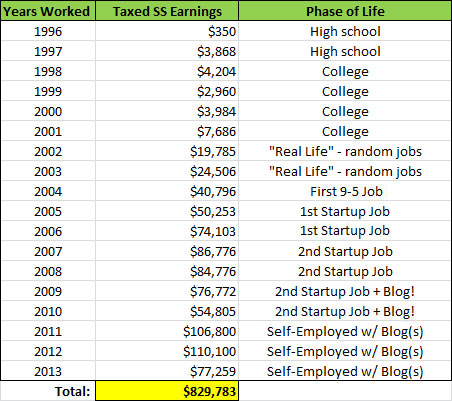 Years Worked Taxed SS Earnings Phase of Life
1996 $350 High school
1997 $3,868 High school
1998 $4,204 College
1999 $2,960 College
2000 $3,984 College
2001 $7,686 College
2002 $19,785 "Real Life" - random jobs
2003 $24,506 "Real Life" - random jobs
2004 $40,796 First 9-5 Job
2005 $50,253 1st Startup Job
2006 $74,103 1st Startup Job
2007 $86,776 2nd Startup Job
2008 $84,776 2nd Startup Job
2009 $76,772 2nd Startup Job + Blog!
2010 $54,805 2nd Startup Job + Blog!
2011 $106,800 Self-Employed w/ Blog(s)
2012 $110,100 Self-Employed w/ Blog(s)
2013 $77,259 Self-Employed w/ Blog(s)
Total: $829,783